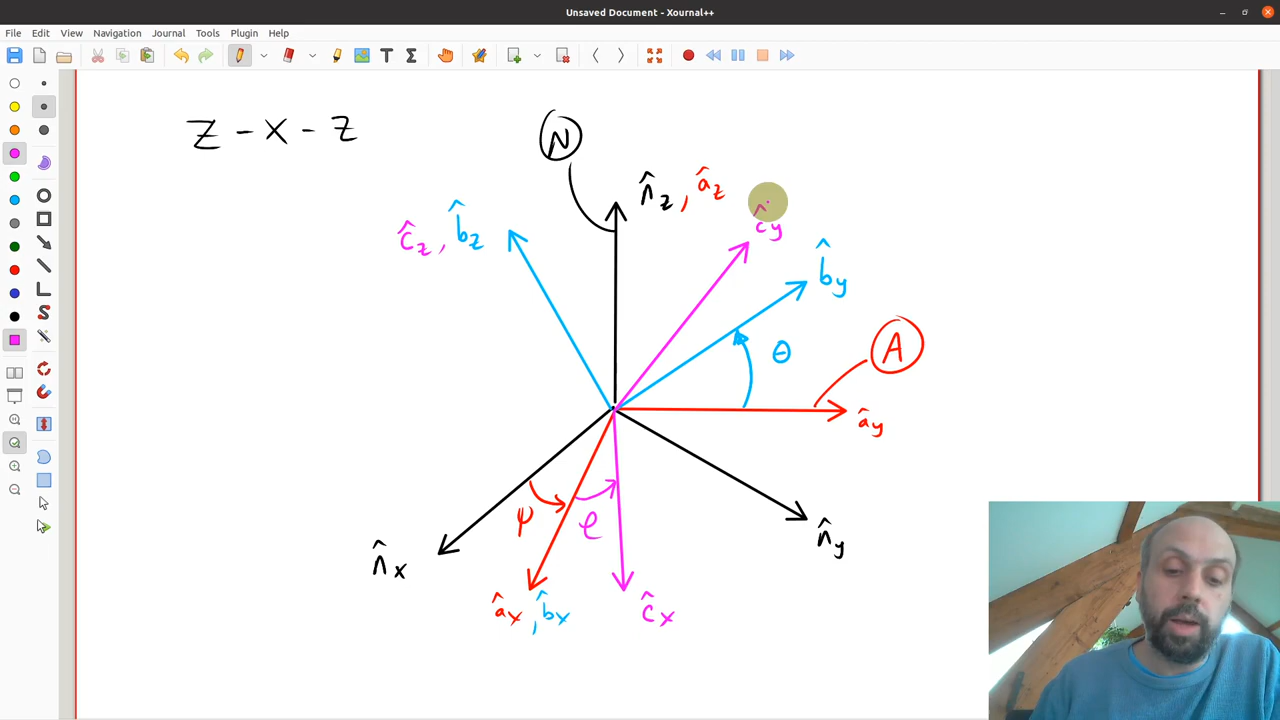 Unsaved Document - Xournal++
File Edit View Navigation Journal Tools Plugin Help
Z - X - Z
N
n̂z, âz
ĉy
ĉz, b̂z
b̂y
θ
A
ây
ψ
φ
n̂y
n̂x
âx, b̂x
ĉx